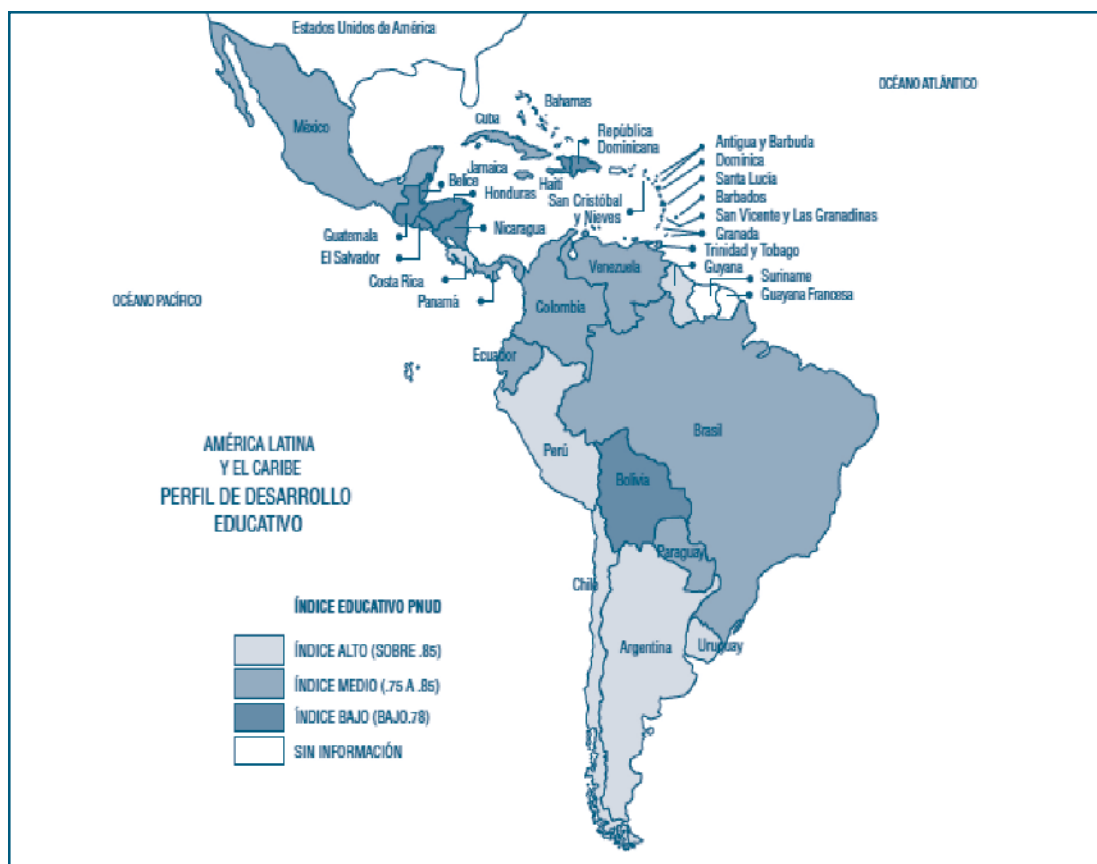 Estados Unidos de América
OCÉANO ATLÁNTICO
Bahamas
México
Cuba
República
Dominicana
Antigua y Barbuda
Dominica
Jamaica
Belice
Haití
Santa Lucía
Honduras
San Cristóbal
y Nieves
Barbados
San Vicente y Las Granadinas
Nicaragua
Guatemala
Granada
El Salvador
Trinidad y Tobago
Venezuela
Guyana
Costa Rica
Suriname
OCÉANO PACÍFICO
Panamá
Colombia
Guayana Francesa
Ecuador
Brasil
AMÉRICA LATINA
Y EL CARIBE
PERFIL DE DESARROLLO
EDUCATIVO
Perú
Bolivia
Paraguay
Chile
ÍNDICE EDUCATIVO PNUD
Argentina
Uruguay
ÍNDICE ALTO (SOBRE .85)
ÍNDICE MEDIO (.75 A .85)
ÍNDICE BAJO (BAJO.78)
SIN INFORMACIÓN